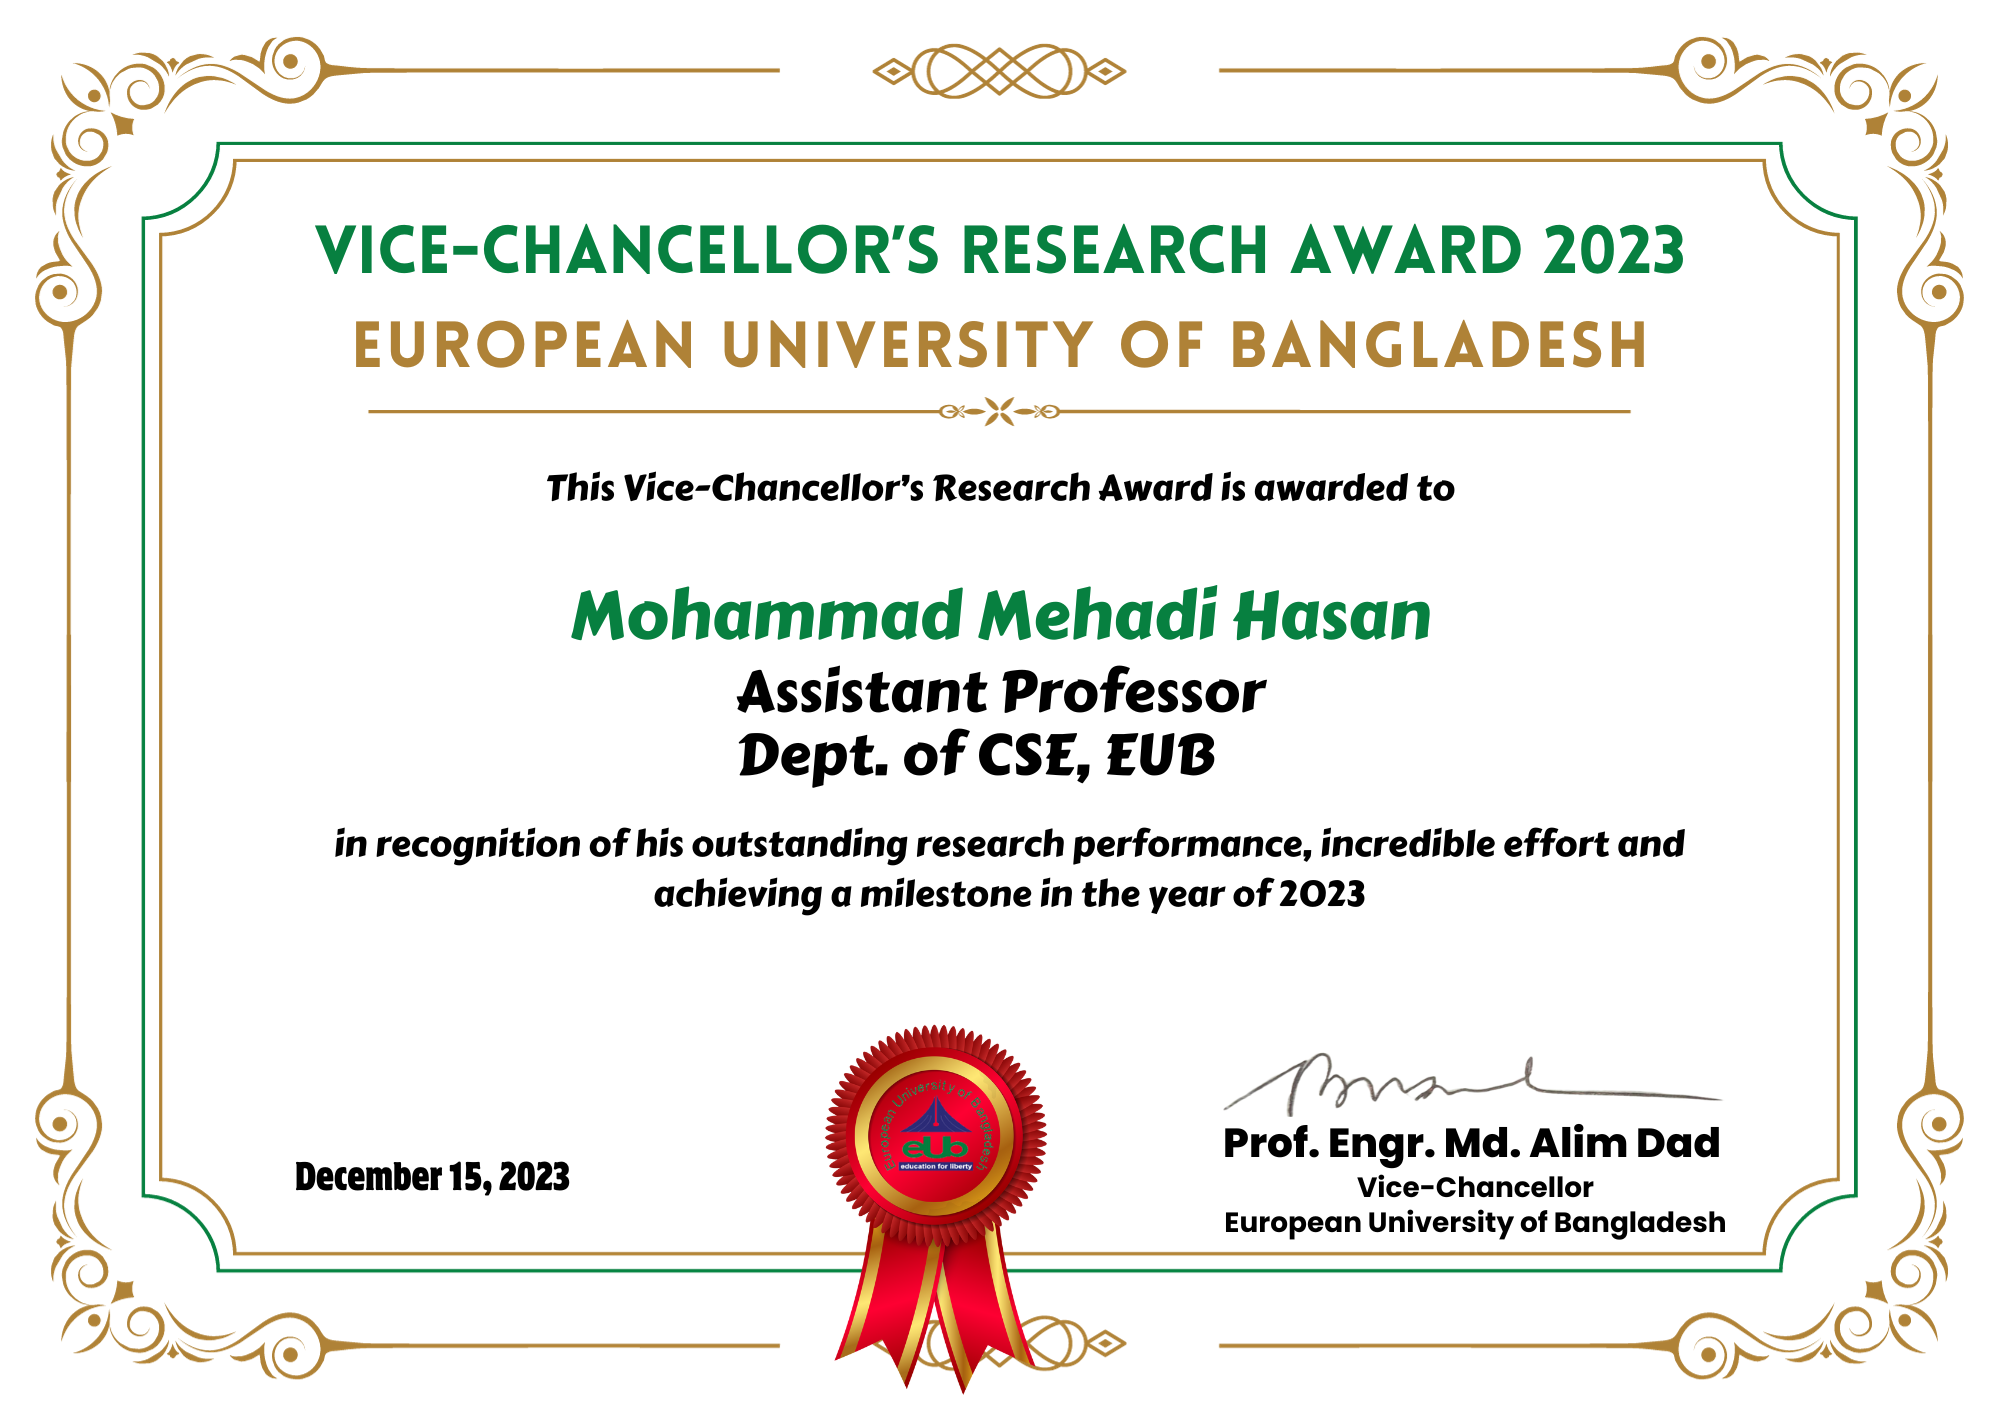 VICE-CHANCELLOR'S RESEARCH AWARD 2023
EUROPEAN UNIVERSITY OF BANGLADESH
This Vice-Chancellor's Research Award is awarded to
Mohammad Mehadi Hasan
Assistant Professor
Dept. of CSE, EUB
in recognition of his outstanding research performance, incredible effort and
achieving a milestone in the year of 2023
December 15, 2023
European University of Bangladesh
eub
education for liberty
Prof. Engr. Md. Alim Dad
Vice-Chancellor
European University of Bangladesh